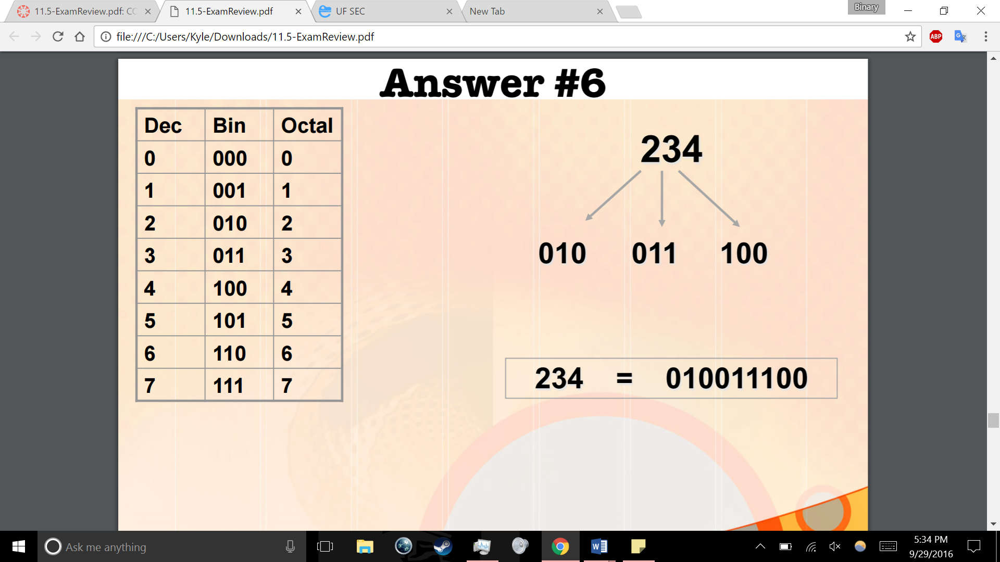 11.5-ExamReview.pdf: CC
11.5-ExamReview.pdf
UF SEC
New Tab
Binary
file:///C:/Users/Kyle/Downloads/11.5-ExamReview.pdf
ABP
Answer #6
Dec Bin Octal
0 000 0
1 001 1
2 010 2
3 011 3
4 100 4
5 101 5
6 110 6
7 111 7
234
010 011 100
234 = 010011100
Ask me anything
5:34 PM
9/29/2016